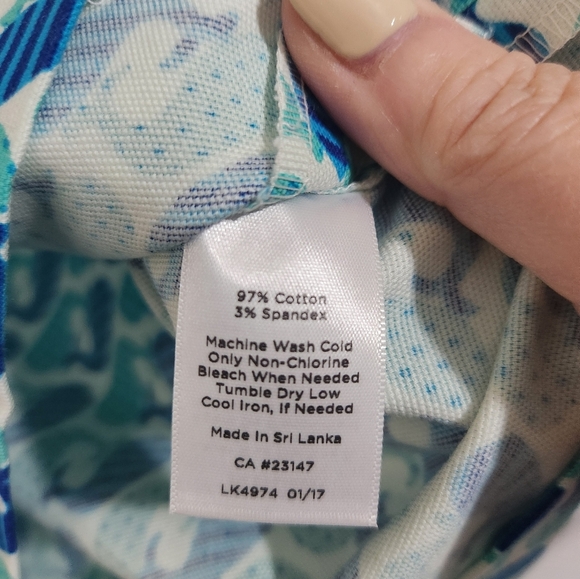 97% Cotton
3% Spandex
Machine Wash Cold
Only Non-Chlorine
Bleach When Needed
Tumble Dry Low
Cool Iron, If Needed
Made In Sri Lanka
CA #23147
LK4974 01/17